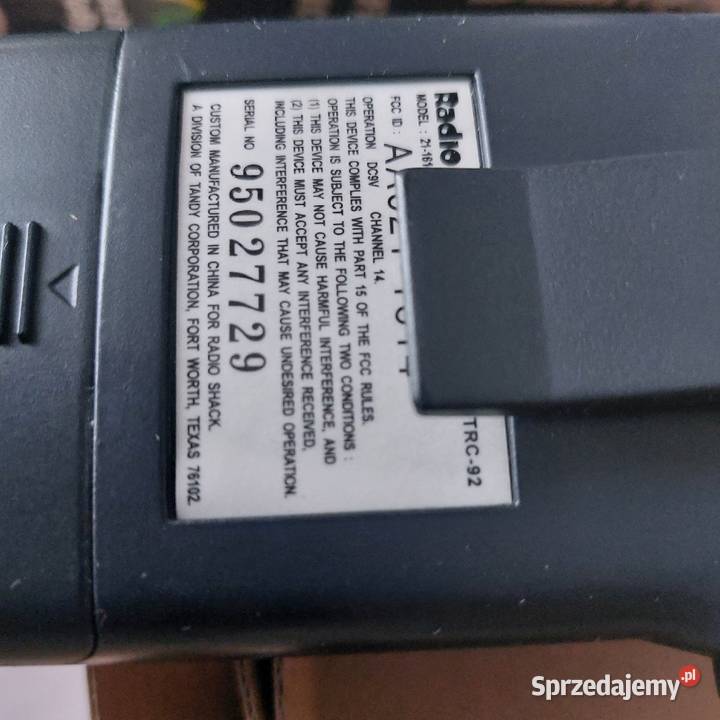 Radio
TRC-92
MODEL : 21-161
FCC ID :
OPERATION DC9V CHANNEL 14.
THIS DEVICE COMPLIES WITH PART 15 OF THE FCC RULES.
OPERATION IS SUBJECT TO THE FOLLOWING TWO CONDITIONS :
(1) THIS DEVICE MAY NOT CAUSE HARMFUL INTERFERENCE, AND
(2) THIS DEVICE MUST ACCEPT ANY INTERFERENCE RECEIVED,
INCLUDING INTERFERENCE THAT MAY CAUSE UNDESIRED OPERATION.
SERIAL NO 95027729
CUSTOM MANUFACTURED IN CHINA FOR RADIO SHACK.
A DIVISION OF TANDY CORPORATION, FORT WORTH, TEXAS 76102.
Sprzedajemy.pl